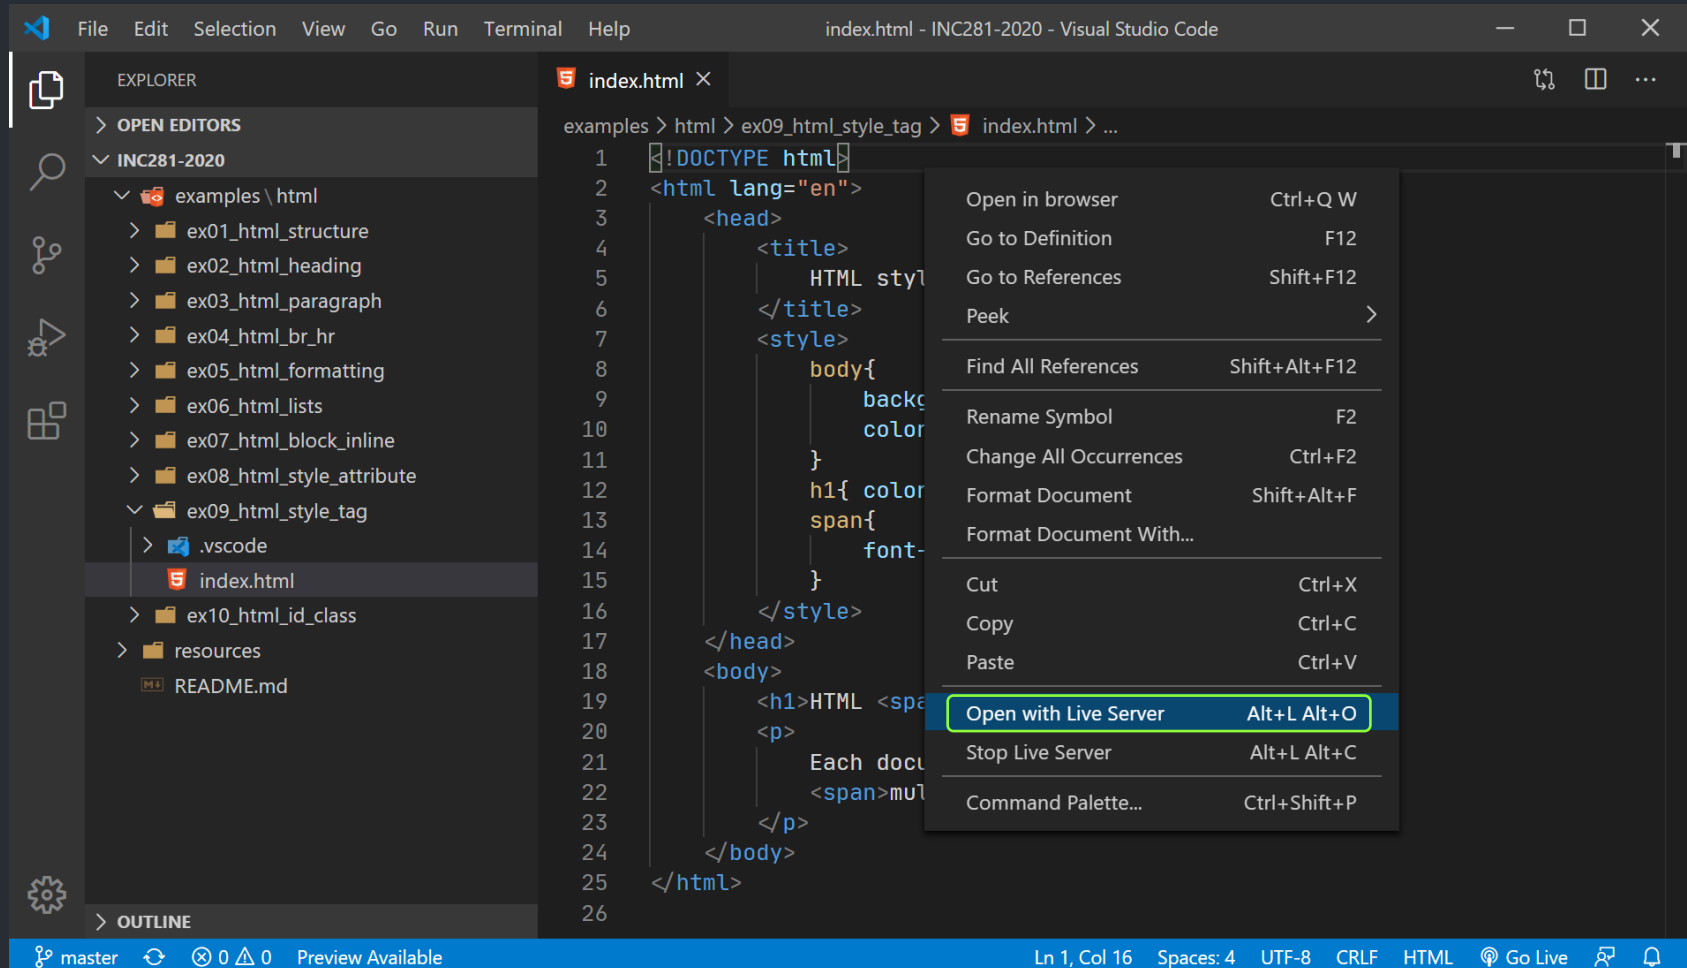 File Edit Selection View Go Run Terminal Help index.html - INC281-2020 - Visual Studio Code
EXPLORER
OPEN EDITORS
INC281-2020
examples \ html
ex01_html_structure
ex02_html_heading
ex03_html_paragraph
ex04_html_br_hr
ex05_html_formatting
ex06_html_lists
ex07_html_block_inline
ex08_html_style_attribute
ex09_html_style_tag
.vscode
index.html
ex10_html_id_class
resources
README.md
OUTLINE
index.html
examples > html > ex09_html_style_tag > index.html > ...
1 <!DOCTYPE html>
2 <html lang="en">
3 <head>
4 <title>
5 HTML styl
6 </title>
7 <style>
8 body{
9 backg
10 color
11 }
12 h1{ color
13 span{
14 font-
15 }
16 </style>
17 </head>
18 <body>
19 <h1>HTML <spa
20 <p>
21 Each docu
22 <span>mul
23 </p>
24 </body>
25 </html>
26
Open in browser Ctrl+Q W
Go to Definition F12
Go to References Shift+F12
Peek
Find All References Shift+Alt+F12
Rename Symbol F2
Change All Occurrences Ctrl+F2
Format Document Shift+Alt+F
Format Document With...
Cut Ctrl+X
Copy Ctrl+C
Paste Ctrl+V
Open with Live Server Alt+L Alt+O
Stop Live Server Alt+L Alt+C
Command Palette... Ctrl+Shift+P
master 0 0 Preview Available Ln 1, Col 16 Spaces: 4 UTF-8 CRLF HTML Go Live